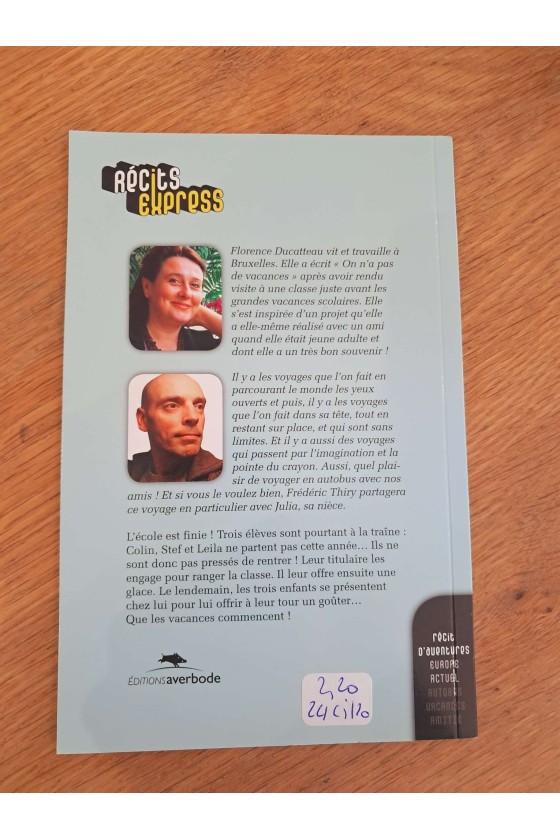 RÉCITS
EXPRESS
Florence Ducatteau vit et travaille à
Bruxelles. Elle a écrit « On n'a pas
de vacances » après avoir rendu
visite à une classe juste avant les
grandes vacances scolaires. Elle
s'est inspirée d'un projet qu'elle
a elle-même réalisé avec un ami
quand elle était jeune adulte et
dont elle a un très bon souvenir !
Il y a les voyages que l'on fait en
parcourant le monde les yeux
ouverts et puis, il y a les voyages
que l'on fait dans sa tête, tout en
restant sur place, et qui sont sans
limites. Et il y a aussi des voyages
qui passent par l'imagination et la
pointe du crayon. Aussi, quel plai-
sir de voyager en autobus avec nos
amis ! Et si vous le voulez bien, Frédéric Thiry partagera
ce voyage en particulier avec Julia, sa nièce.
L'école est finie ! Trois élèves sont pourtant à la traîne :
Colin, Stef et Leila ne partent pas cette année... Ils ne
sont donc pas pressés de rentrer ! Leur titulaire les
engage pour ranger la classe. Il leur offre ensuite une
glace. Le lendemain, les trois enfants se présentent
chez lui pour lui offrir à leur tour un goûter...
Que les vacances commencent !
ÉDITIONS averbode
récit
d'aventures
EUROPE
ACTUEL
AUTOBUS
VACANCES
AMITIÉ
2,20